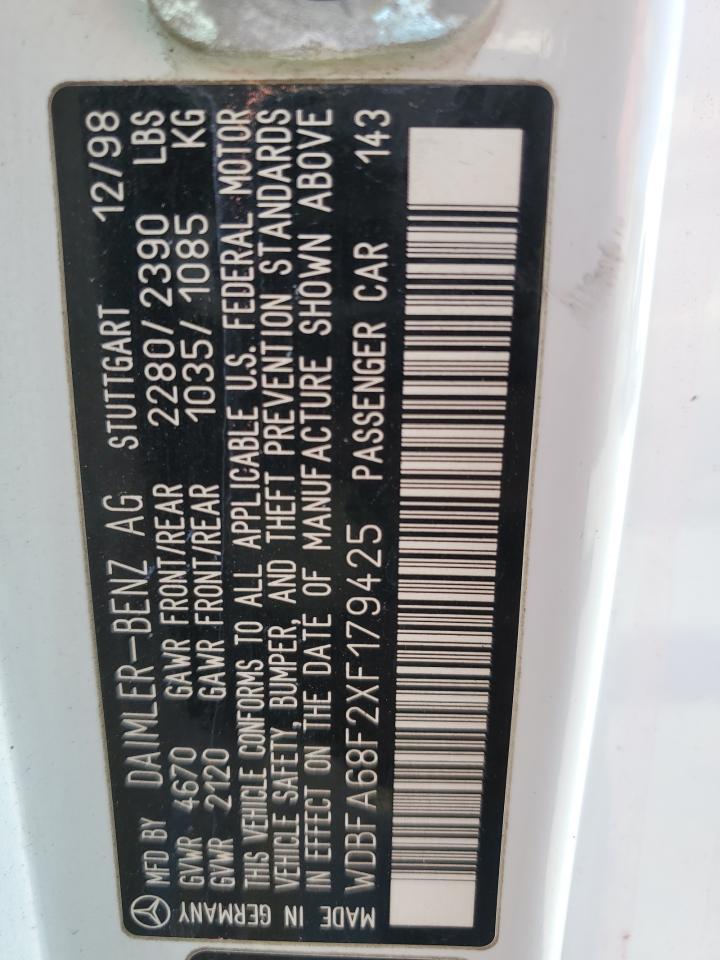 MFD BY DAIMLER-BENZ AG STUTTGART 12/98
GVWR 4670 GAWR FRONT/REAR 2280/2390 LBS
GVWR 2120 GAWR FRONT/REAR 1035/1085 KG
THIS VEHICLE CONFORMS TO ALL APPLICABLE U.S. FEDERAL MOTOR
VEHICLE SAFETY, BUMPER, AND THEFT PREVENTION STANDARDS
IN EFFECT ON THE DATE OF MANUFACTURE SHOWN ABOVE
WDBFA68F2XF179425 PASSENGER CAR 143
MADE IN GERMANY